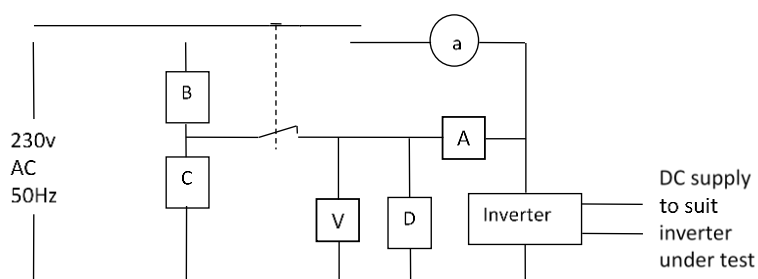 a
B
230v
AC
50Hz
A
C
DC supply
to suit
inverter
under test
V
D
Inverter